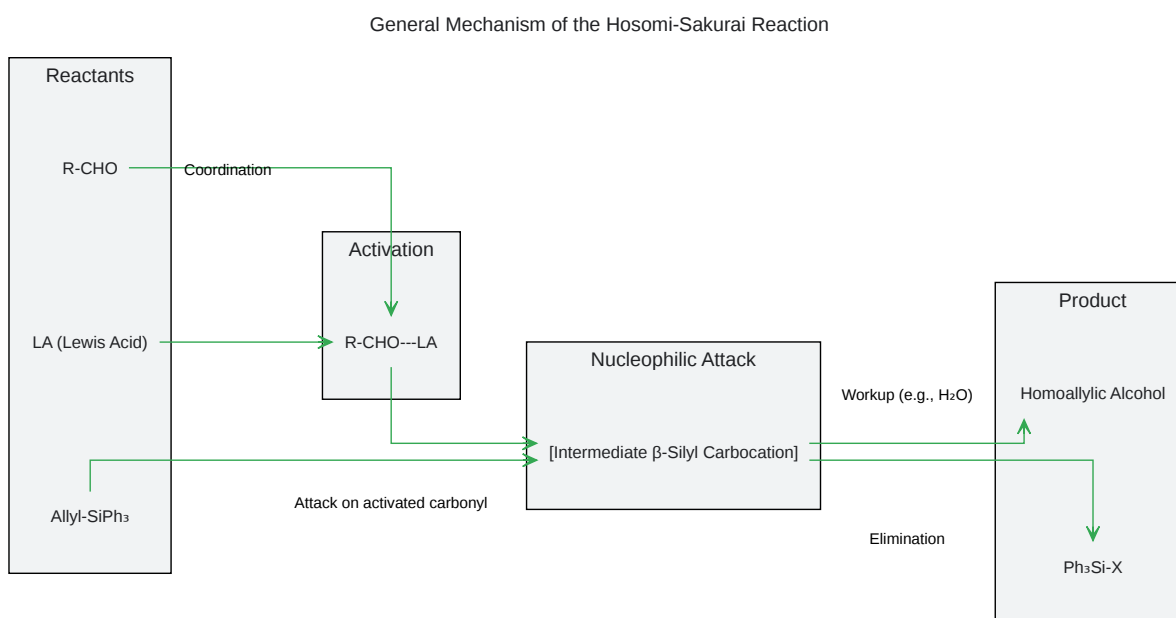 General Mechanism of the Hosomi-Sakurai Reaction
Reactants
R-CHO
Coordination
Activation
LA (Lewis Acid)
R-CHO---LA
Product
Nucleophilic Attack
Workup (e.g., H₂O)
Homoallylic Alcohol
[Intermediate β-Silyl Carbocation]
Attack on activated carbonyl
Allyl-SiPh₃
Elimination
Ph₃Si-X